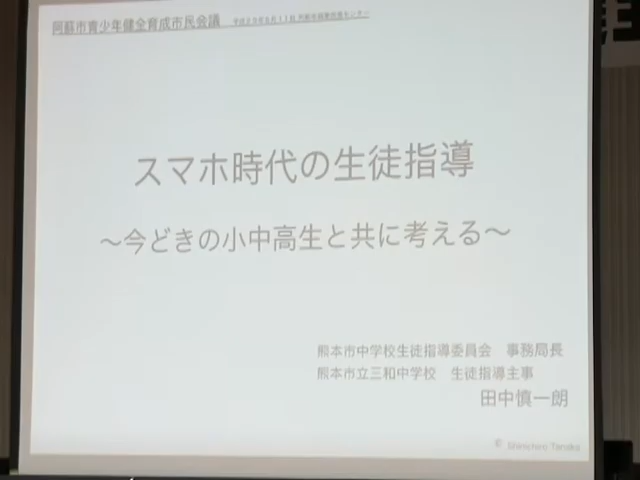 阿蘇市青少年健全育成市民会議
スマホ時代の生徒指導
～今どきの小中高生と共に考える～
熊本市中学校生徒指導委員会 事務局長
熊本市立三和中学校 生徒指導主事
田中慎一朗
© Shinichiro Tanaka